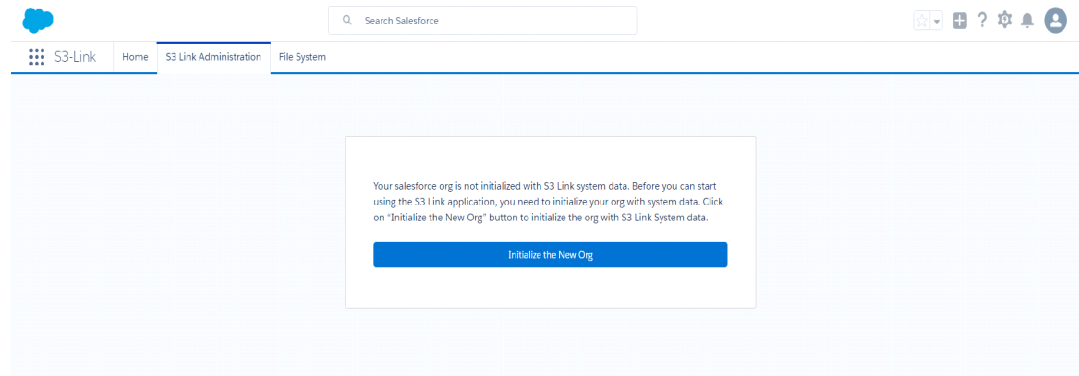 Search Salesforce
S3-Link Home S3 Link Administration File System
Your salesforce org is not initialized with S3 Link system data. Before you can start
using the S3 Link application, you need to initialize your org with system data. Click
on “Initialize the New Org” button to initialize the org with S3 Link System data.
Initialize the New Org